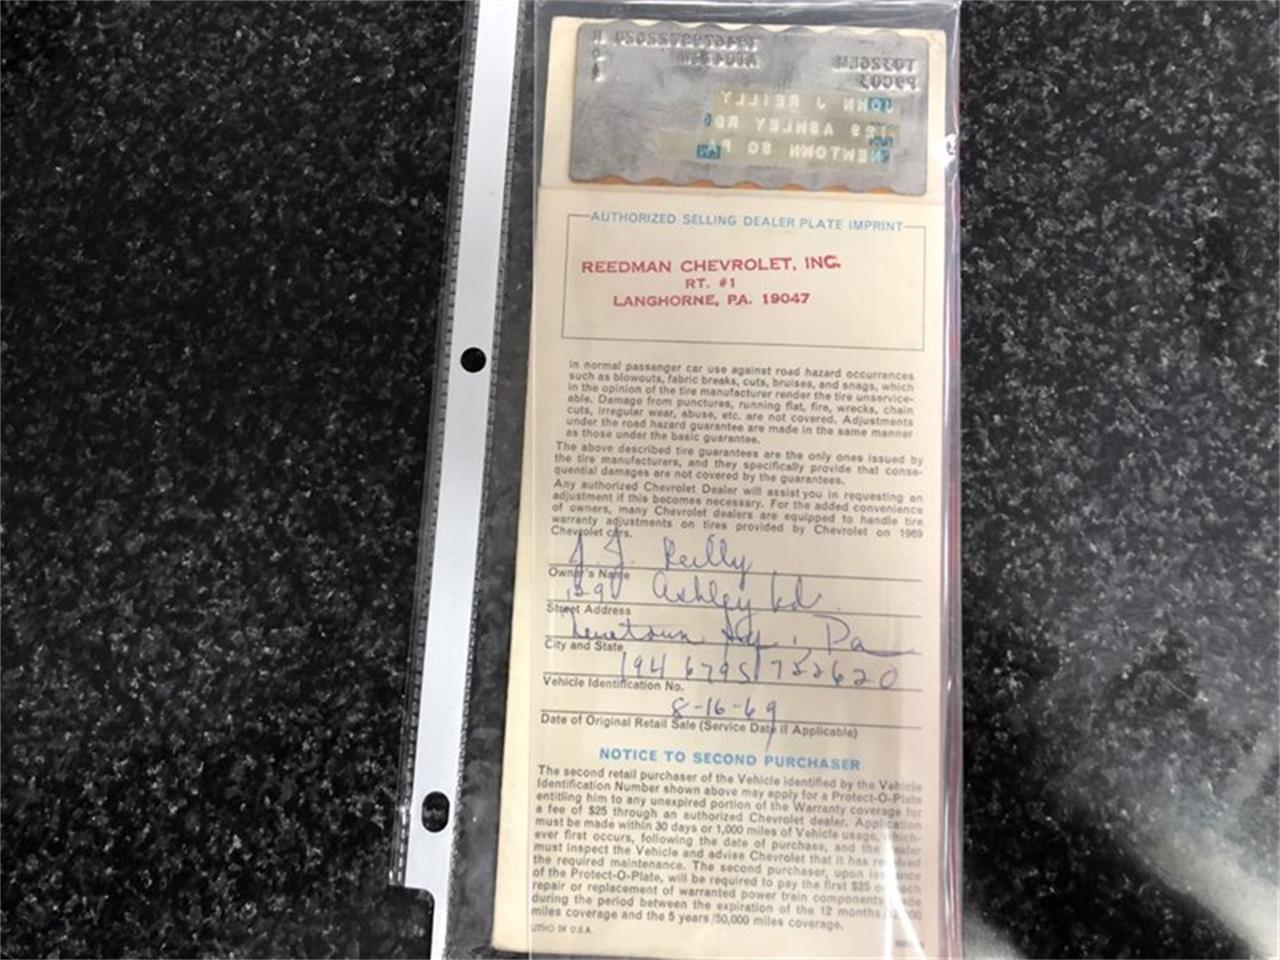 JOHN J REILLY
129 ASHLEY RD
NEWTOWN SQ PA
AUTHORIZED SELLING DEALER PLATE IMPRINT
REEDMAN CHEVROLET, INC.
RT. #1
LANGHORNE, PA. 19047
in normal passenger car use against road hazard occurrences
such as blowouts, fabric breaks, cuts, bruises, and snags, which
in the opinion of the tire manufacturer render the tire unservice-
able. Damage from punctures, running flat, fire, wrecks, chain
cuts, irregular wear, abuse, etc. are not covered. Adjustments
under the road hazard guarantee are made in the same manner
as those under the basic guarantee.
The above described tire guarantees are the only ones issued by
the tire manufacturers, and they specifically provide that conse-
quential damages are not covered by the guarantees.
Any authorized Chevrolet Dealer will assist you in requesting an
adjustment if this becomes necessary. For the added convenience
of owners, many Chevrolet dealers are equipped to handle tire
warranty adjustments on tires provided by Chevrolet on 1969
Chevrolet cars.
J. J. Reilly
Owner's Name
129 Ashley Rd.
Street Address
Newtown Sq., Pa
City and State
Vehicle Identification No.
8-16-69
Date of Original Retail Sale (Service Date if Applicable)
NOTICE TO SECOND PURCHASER
The second retail purchaser of the Vehicle identified by the Vehicle
Identification Number shown above may apply for a Protect-O-Plate
entitling him to any unexpired portion of the Warranty coverage for
a fee of $25 through an authorized Chevrolet dealer. Application
must be made within 30 days or 1,000 miles of Vehicle usage, which-
ever first occurs, following the date of purchase, and the dealer
must inspect the Vehicle and advise Chevrolet that it has received
the required maintenance. The second purchaser, upon issuance
of the Protect-O-Plate, will be required to pay the first $25 of each
repair or replacement of warranted power train components made
during the period between the expiration of the 12 months
miles coverage and the 5 years/50,000 miles coverage.
LITHO IN U.S.A.